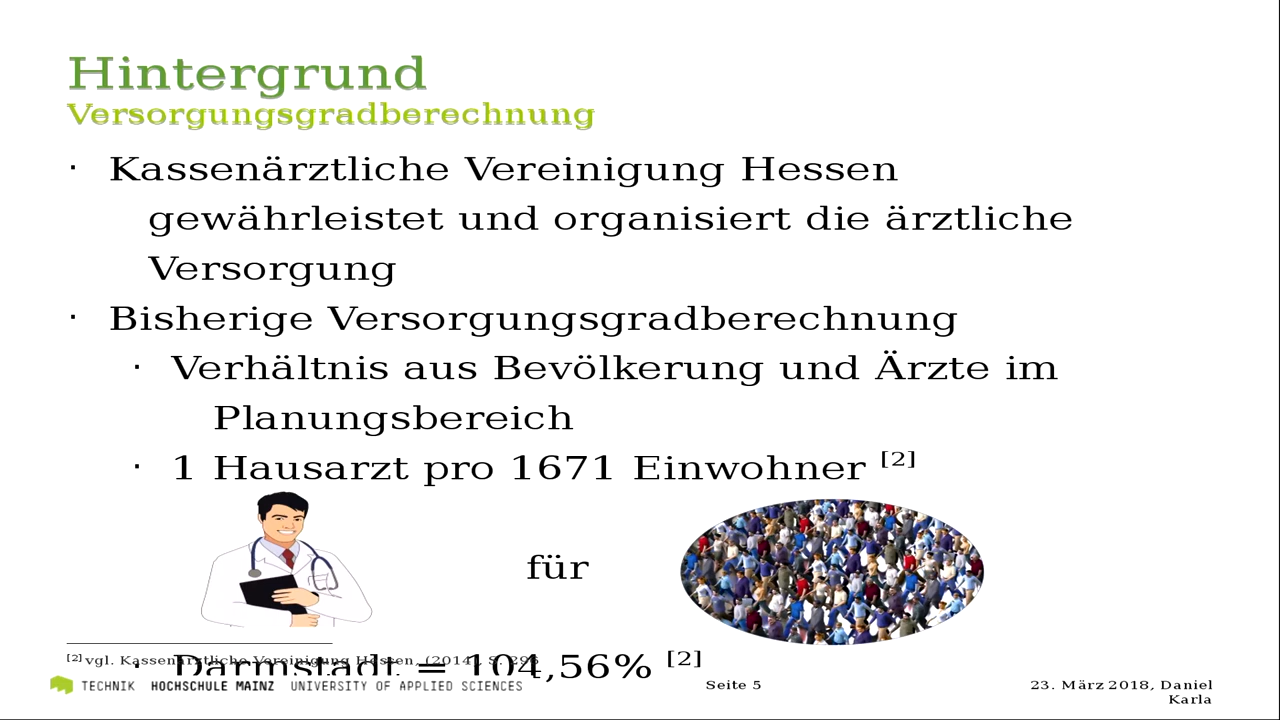 Hintergrund
Versorgungsgradberechnung
· Kassenärztliche Vereinigung Hessen
gewährleistet und organisiert die ärztliche
Versorgung
· Bisherige Versorgungsgradberechnung
· Verhältnis aus Bevölkerung und Ärzte im
Planungsbereich
· 1 Hausarzt pro 1671 Einwohner [2]
für
Darmstadt = 104,56% [2]
[2] vgl. Kassenärztliche Vereinigung Hessen, (2014), S.
TECHNIK HOCHSCHULE MAINZ UNIVERSITY OF APPLIED SCIENCES
Seite 5
23. März 2018, Daniel
Karla